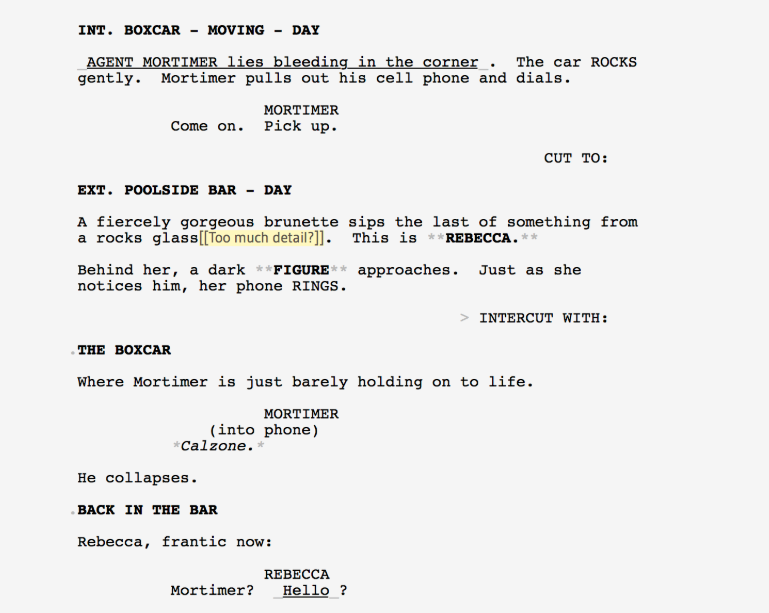 INT. BOXCAR – MOVING – DAY
_AGENT MORTIMER lies bleeding in the corner_. The car ROCKS
gently. Mortimer pulls out his cell phone and dials.
MORTIMER
Come on. Pick up.
CUT TO:
EXT. POOLSIDE BAR – DAY
A fiercely gorgeous brunette sips the last of something from
a rocks glass[[Too much detail?]]. This is **REBECCA.**
Behind her, a dark **FIGURE** approaches. Just as she
notices him, her phone RINGS.
> INTERCUT WITH:
.THE BOXCAR
Where Mortimer is just barely holding on to life.
MORTIMER
(into phone)
*Calzone.*
He collapses.
.BACK IN THE BAR
Rebecca, frantic now:
REBECCA
Mortimer? _Hello_?